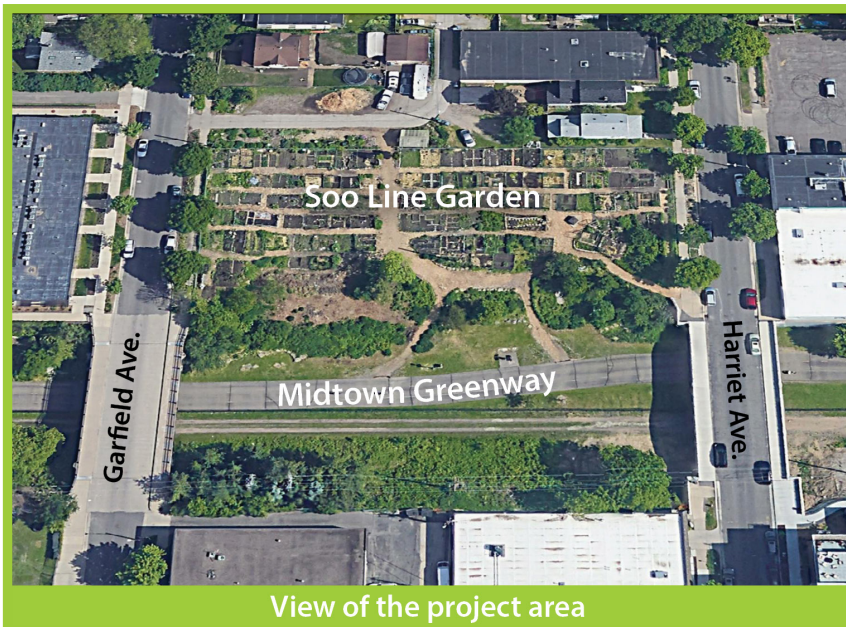 Soo Line Garden
Garfield Ave.
Harriet Ave.
Midtown Greenway
View of the project area